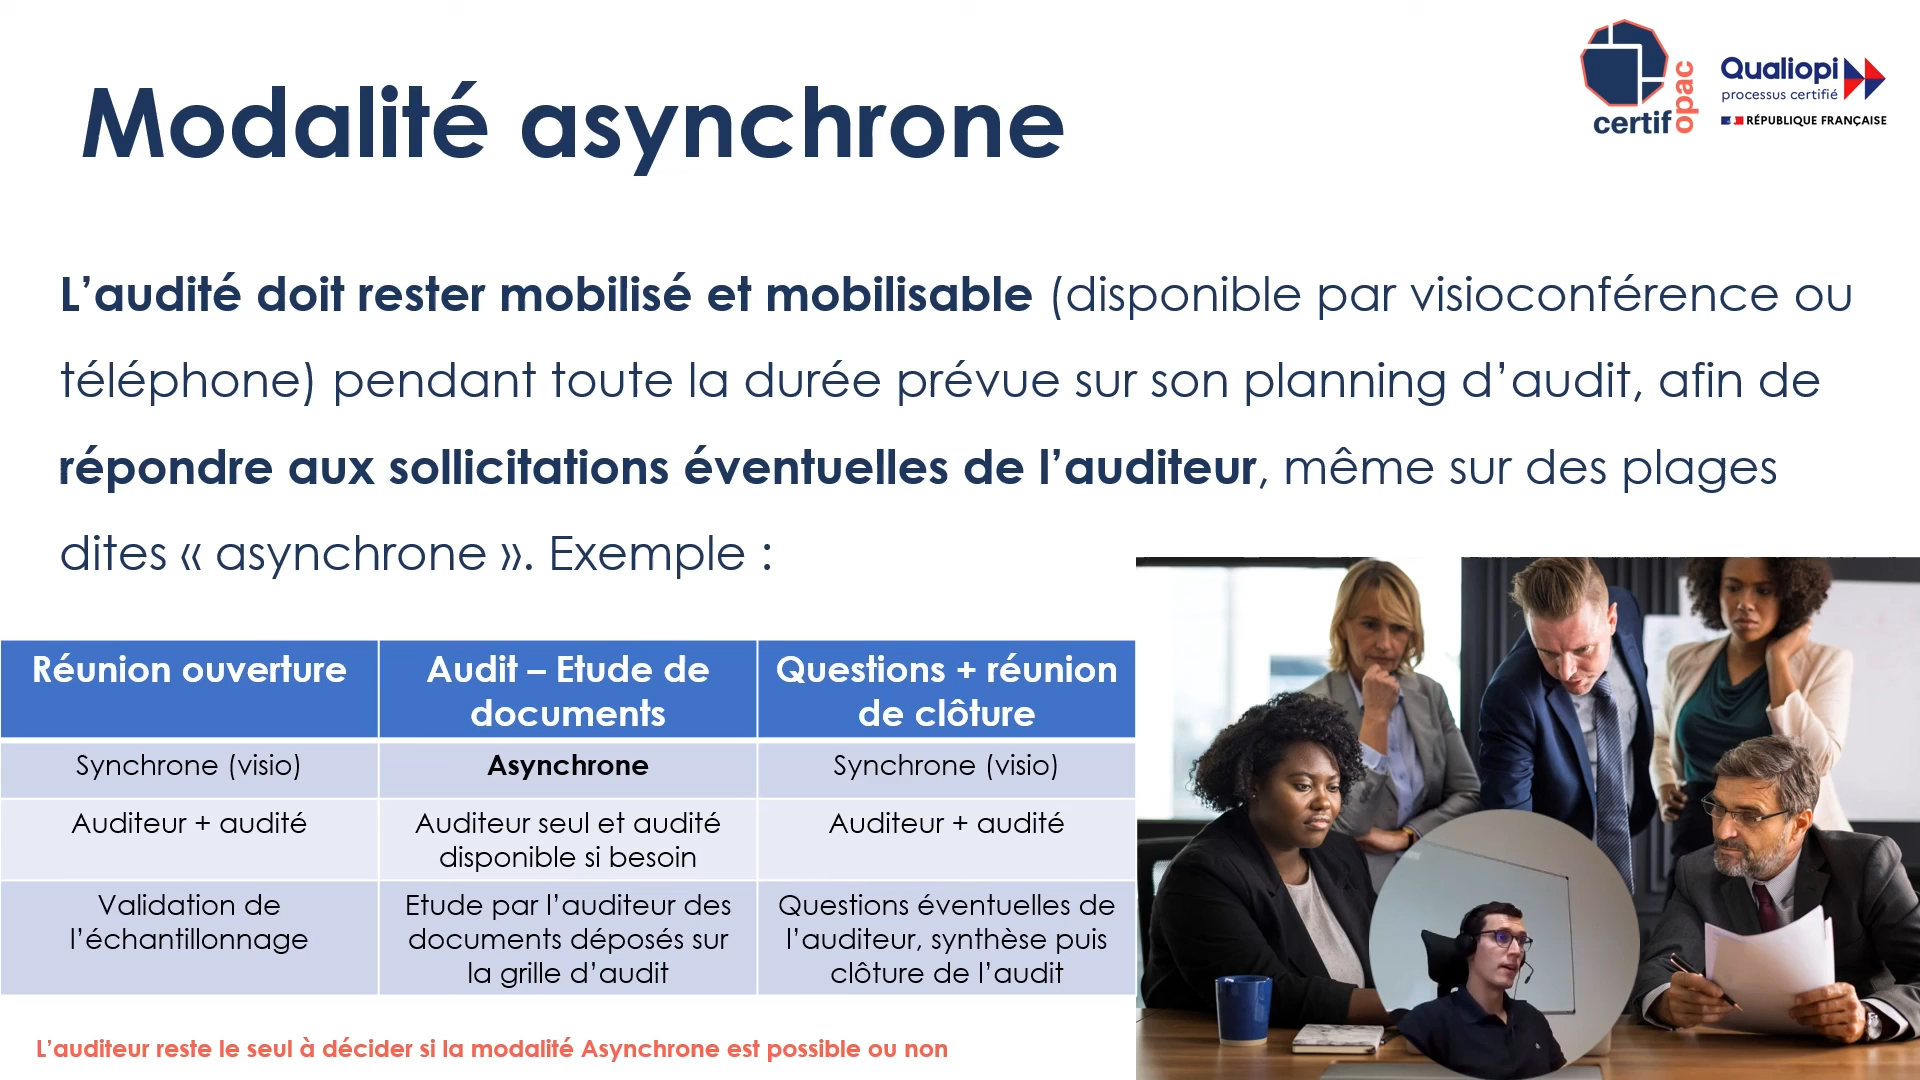 Modalité asynchrone
certif
opac
Qualiopi
processus certifié
RÉPUBLIQUE FRANÇAISE
L’audité doit rester mobilisé et mobilisable (disponible par visioconférence ou
téléphone) pendant toute la durée prévue sur son planning d’audit, afin de
répondre aux sollicitations éventuelles de l’auditeur, même sur des plages
dites « asynchrone ». Exemple :
Réunion ouverture
Audit – Etude de
documents
Questions + réunion
de clôture
Synchrone (visio)
Asynchrone
Synchrone (visio)
Auditeur + audité
Auditeur seul et audité
disponible si besoin
Auditeur + audité
Validation de
l’échantillonnage
Etude par l’auditeur des
documents déposés sur
la grille d’audit
Questions éventuelles de
l’auditeur, synthèse puis
clôture de l’audit
L’auditeur reste le seul à décider si la modalité Asynchrone est possible ou non